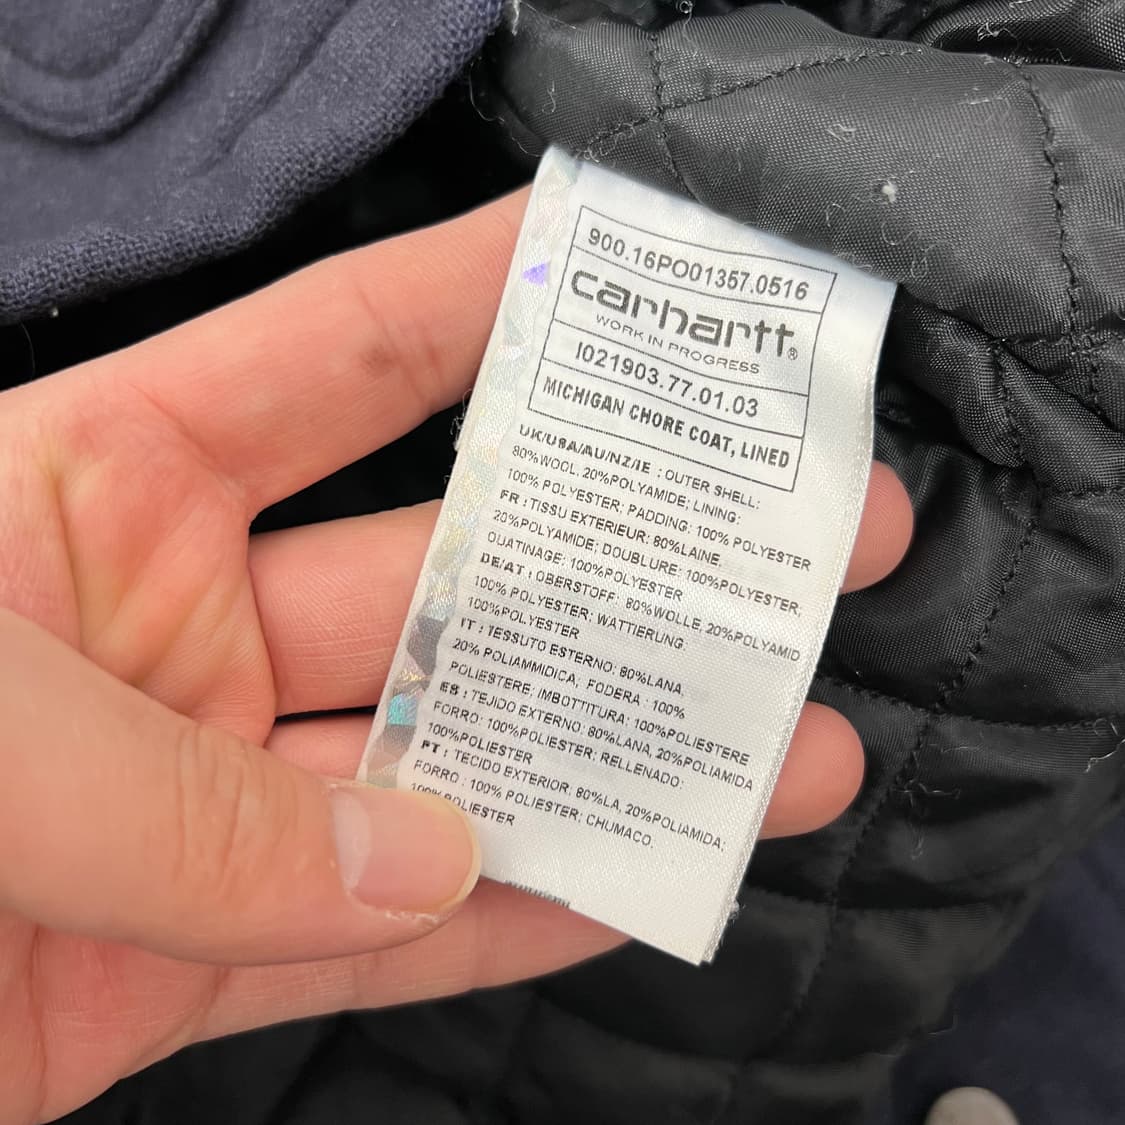 900.16PO01357.0516
carhartt®
WORK IN PROGRESS
I021903.77.01.03
MICHIGAN CHORE COAT, LINED
UK/USA/AU/NZ/IE : OUTER SHELL:
80%WOOL, 20%POLYAMIDE; LINING:
100% POLYESTER; PADDING: 100% POLYESTER
FR : TISSU EXTERIEUR: 80%LAINE,
20%POLYAMIDE; DOUBLURE: 100%POLYESTER;
OUATINAGE: 100%POLYESTER
DE/AT : OBERSTOFF: 80%WOLLE, 20%POLYAMID
100% POLYESTER; WATTIERUNG:
100%POLYESTER
IT : TESSUTO ESTERNO: 80%LANA,
20% POLIAMMIDICA; FODERA : 100%
POLIESTERE; IMBOTTITURA: 100%POLIESTERE
ES : TEJIDO EXTERNO: 80%LANA, 20%POLIAMIDA
FORRO: 100%POLIESTER; RELLENADO:
100%POLIESTER
PT : TECIDO EXTERIOR: 80%LA, 20%POLIAMIDA;
FORRO : 100% POLIESTER; CHUMACO:
100%POLIESTER